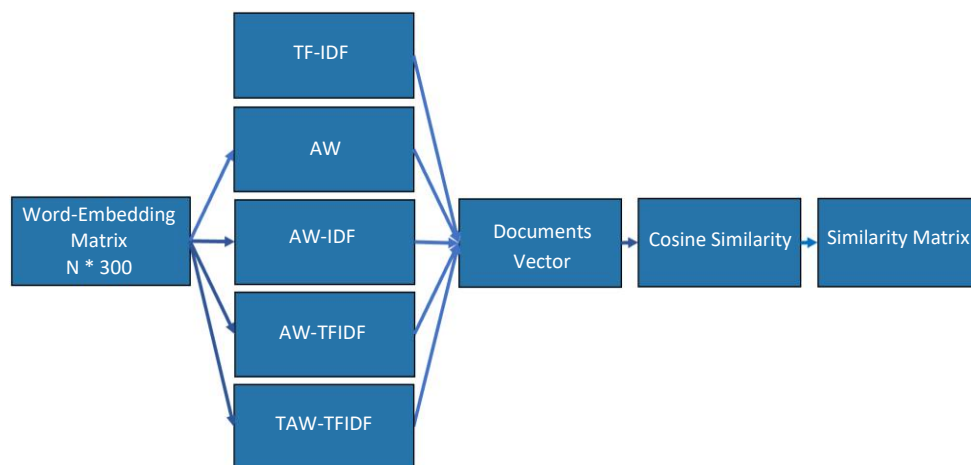 TF-IDF
AW
Word-Embedding
Matrix
N * 300
AW-IDF
Documents
Vector
Cosine Similarity
Similarity Matrix
AW-TFIDF
TAW-TFIDF